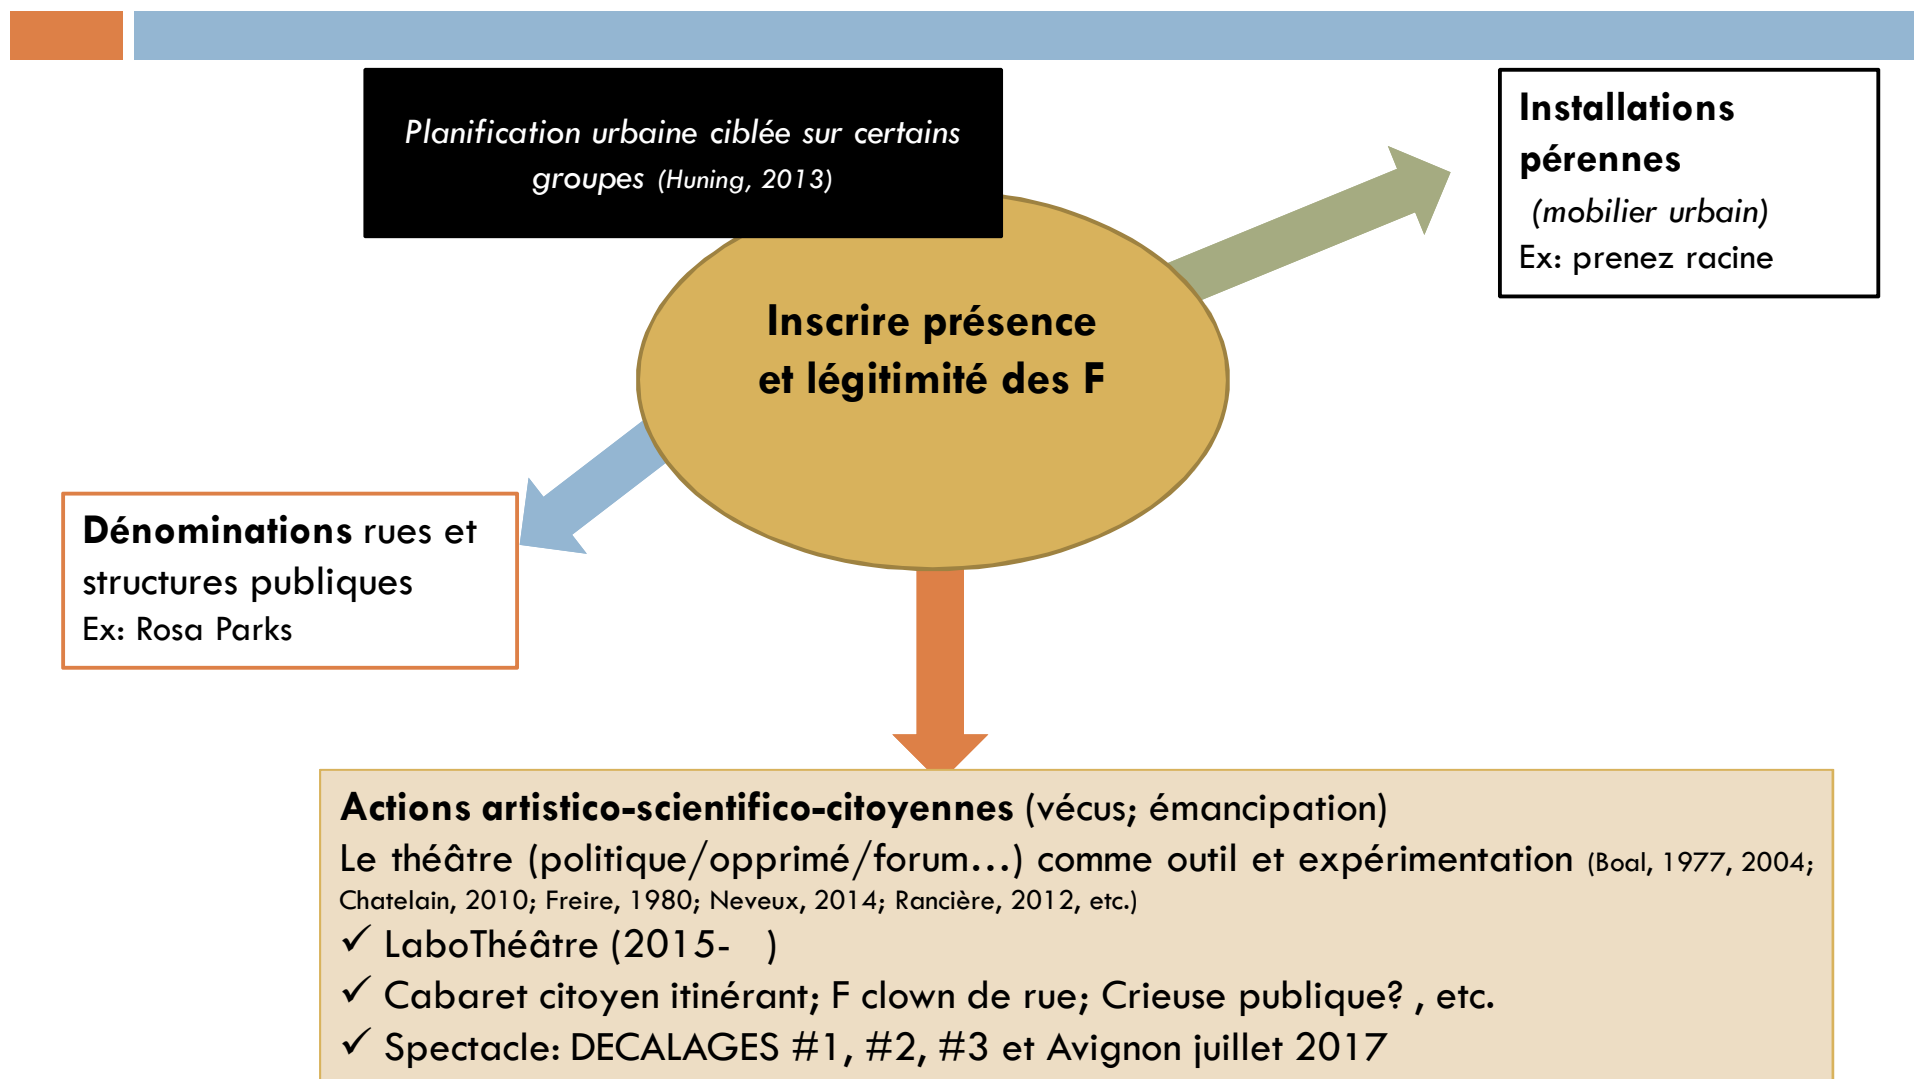 Planification urbaine ciblée sur certains
groupes (Huning, 2013)
Installations
pérennes
(mobilier urbain)
Ex: prenez racine
Inscrire présence
et légitimité des F
Dénominations rues et
structures publiques
Ex: Rosa Parks
Actions artistico-scientifico-citoyennes (vécus; émancipation)
Le théâtre (politique/opprimé/forum…) comme outil et expérimentation (Boal, 1977, 2004;
Chatelain, 2010; Freire, 1980; Neveux, 2014; Rancière, 2012, etc.)
✓ LaboThéâtre (2015-   )
✓ Cabaret citoyen itinérant; F clown de rue; Crieuse publique? , etc.
✓ Spectacle: DECALAGES #1, #2, #3 et Avignon juillet 2017